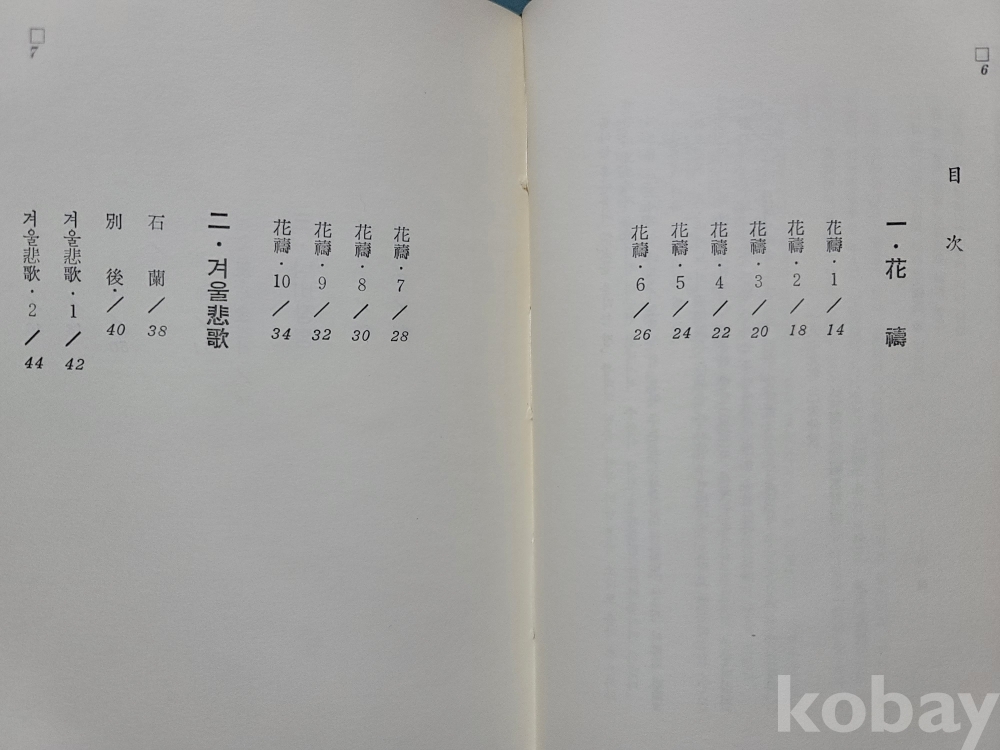 □
6
目次
一·花禱
花禱·1/14
花禱·2/18
花禱·3/20
花禱·4/22
花禱·5/24
花禱·6/26
□
7
花禱·7/28
花禱·8/30
花禱·9/32
花禱·10/34
二·겨울悲歌
石蘭/38
別後·/40
겨울悲歌·1/42
겨울悲歌·2/44
kobay